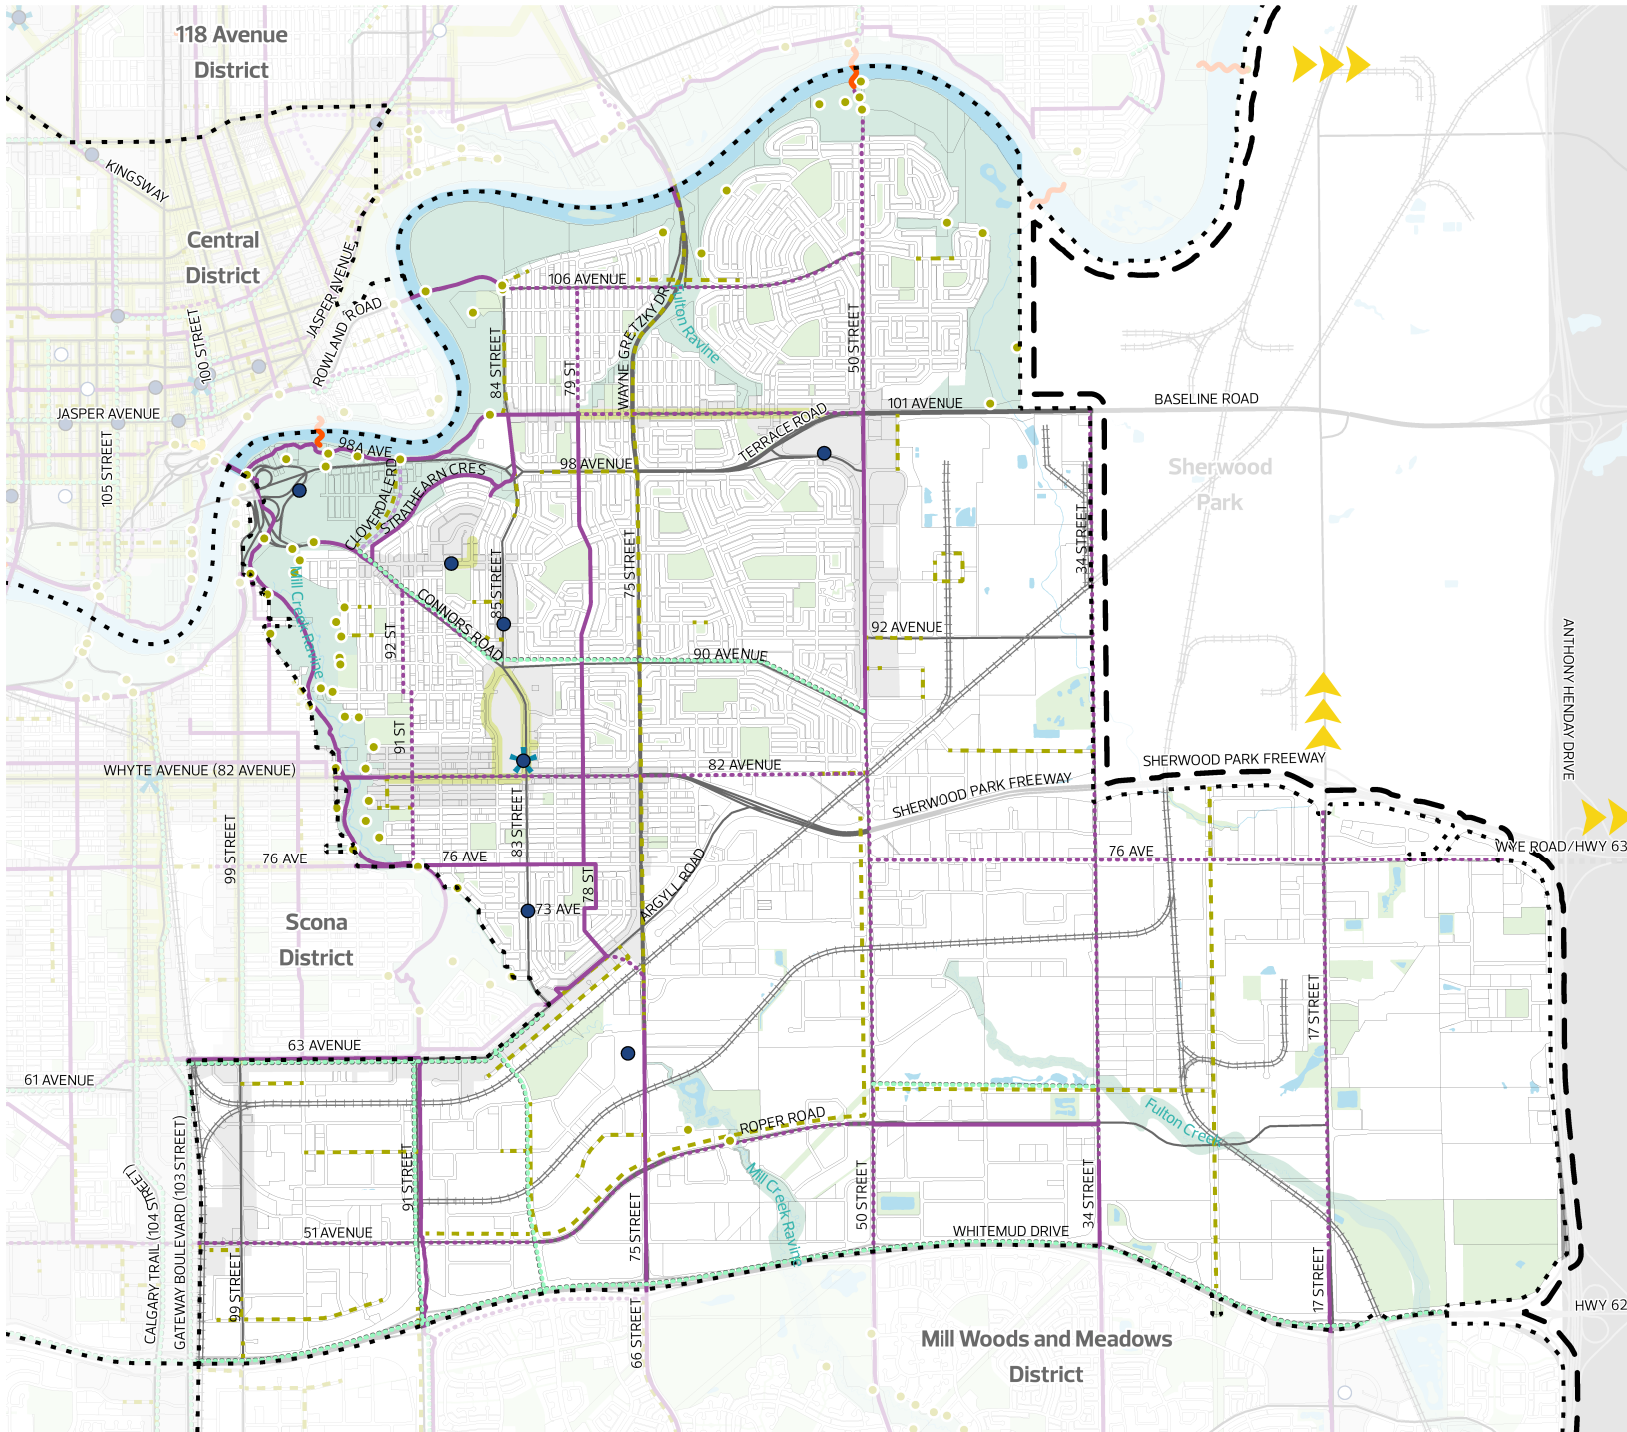 118 Avenue
District
KINGSWAY
Central
District
JASPER AVENUE
ROWLAND ROAD
100 STREET
JASPER AVENUE
105 STREET
106 AVENUE
84 STREET
79 ST
WAYNE GRETZKY DR
Fulton Ravine
50 STREET
101 AVENUE
BASELINE ROAD
TERRACE ROAD
98A AVE
CLOVERDALE RD
STRATHEARN CRES
98 AVENUE
Sherwood
Park
34 STREET
75 STREET
85 STREET
CONNORS ROAD
Mill Creek Ravine
92 ST
92 AVENUE
90 AVENUE
91 ST
ANTHONY HENDAY DRIVE
WHYTE AVENUE (82 AVENUE)
82 AVENUE
SHERWOOD PARK FREEWAY
SHERWOOD PARK FREEWAY
83 STREET
99 STREET
76 AVE
76 AVE
76 AVE
WYE ROAD/HWY 63
ARGYLL ROAD
78 ST
73 AVE
Scona
District
17 STREET
63 AVENUE
61 AVENUE
ROPER ROAD
Fulton Creek
CALGARY TRAIL (104 STREET)
(STREET)
GATEWAY BOULEVARD (103 STREET)
91 STREET
Mill Creek Ravine
50 STREET
34 STREET
75 STREET
51 AVENUE
WHITEMUD DRIVE
99 STREET
17 STREET
66 STREET
HWY 62
Mill Woods and Meadows
District